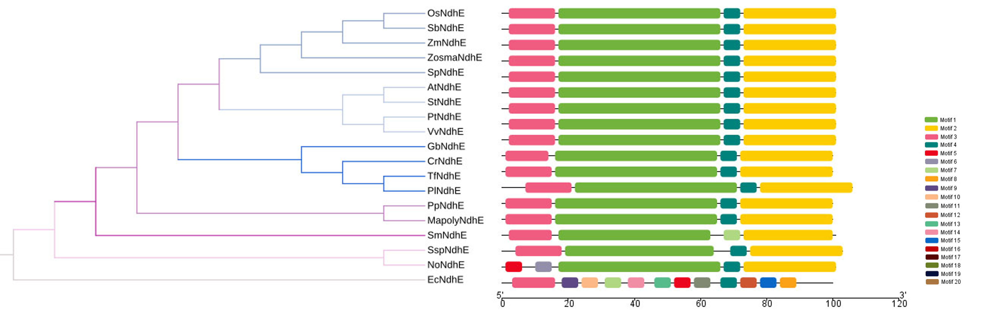 OsNdhE
SbNdhE
ZmNdhE
ZosmaNdhE
SpNdhE
AtNdhE
StNdhE
PtNdhE
VvNdhE
GbNdhE
CrNdhE
TfNdhE
PlNdhE
PpNdhE
MapolyNdhE
SmNdhE
SspNdhE
NoNdhE
EcNdhE
5' 3'
0 20 40 60 80 100 120
Motif 1
Motif 2
Motif 3
Motif 4
Motif 5
Motif 6
Motif 7
Motif 8
Motif 9
Motif 10
Motif 11
Motif 12
Motif 13
Motif 14
Motif 15
Motif 16
Motif 17
Motif 18
Motif 19
Motif 20